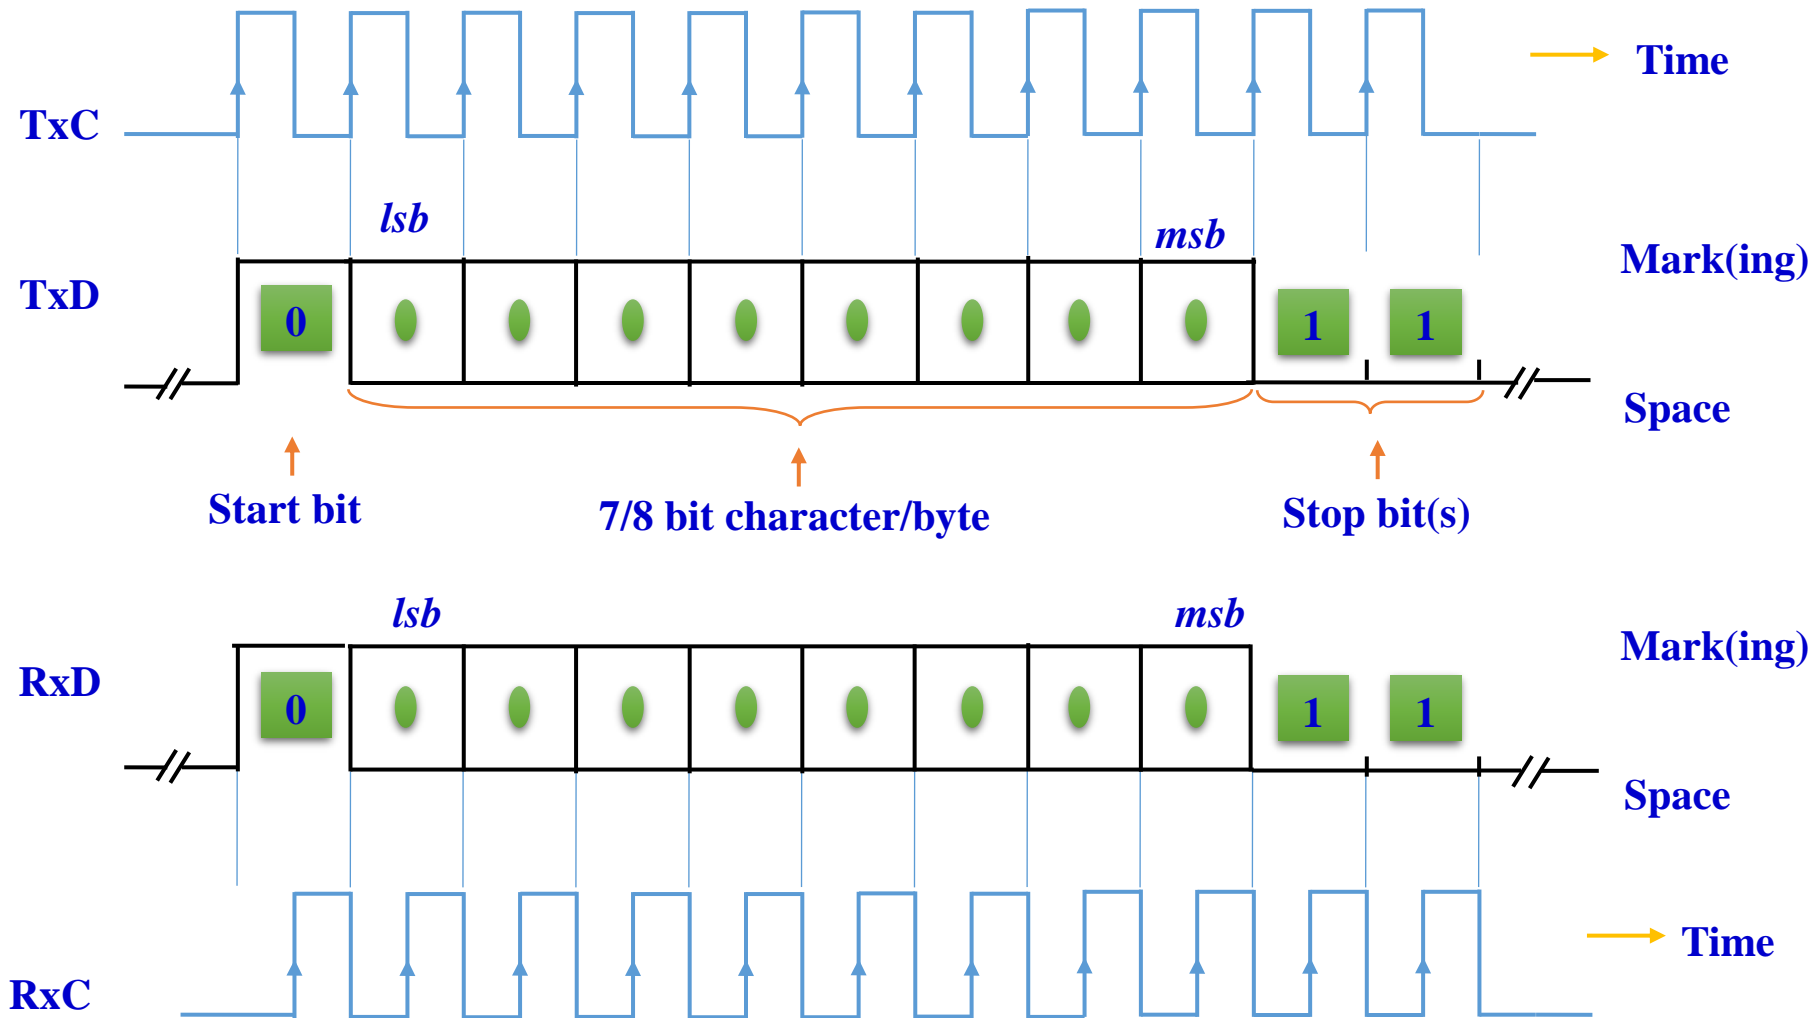 Time
TxC
lsb
msb
Mark(ing)
TxD
0
1
1
Space
Start bit
7/8 bit character/byte
Stop bit(s)
lsb
msb
Mark(ing)
RxD
0
1
1
Space
Time
RxC